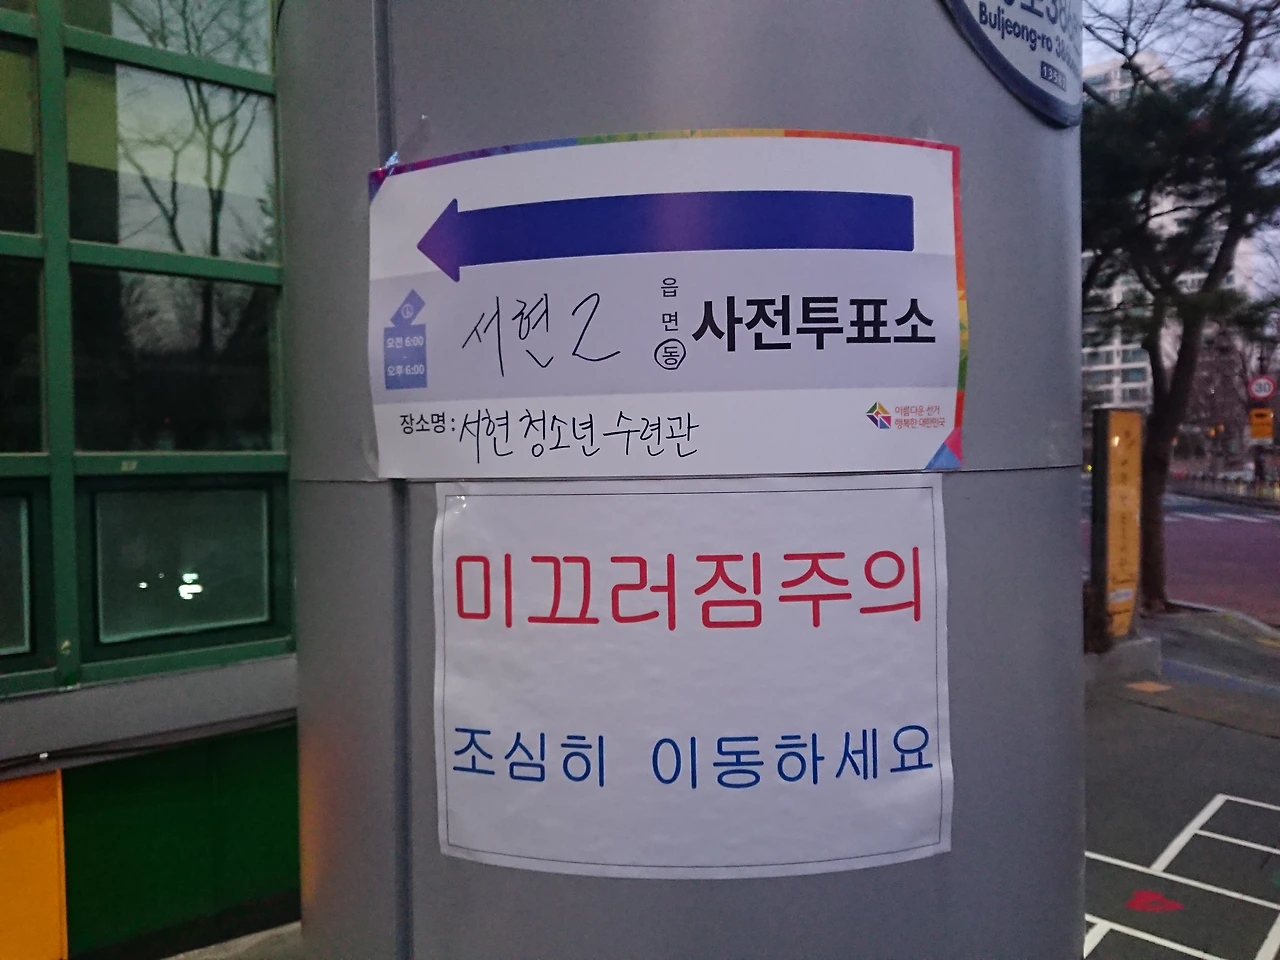 Buljeong-ro
오전 6:00
-
오후 6:00
서현 2 읍 면 동 사전투표소
장소명: 서현청소년수련관
아름다운 선거
행복한 대한민국
미끄러짐주의
조심히 이동하세요
30